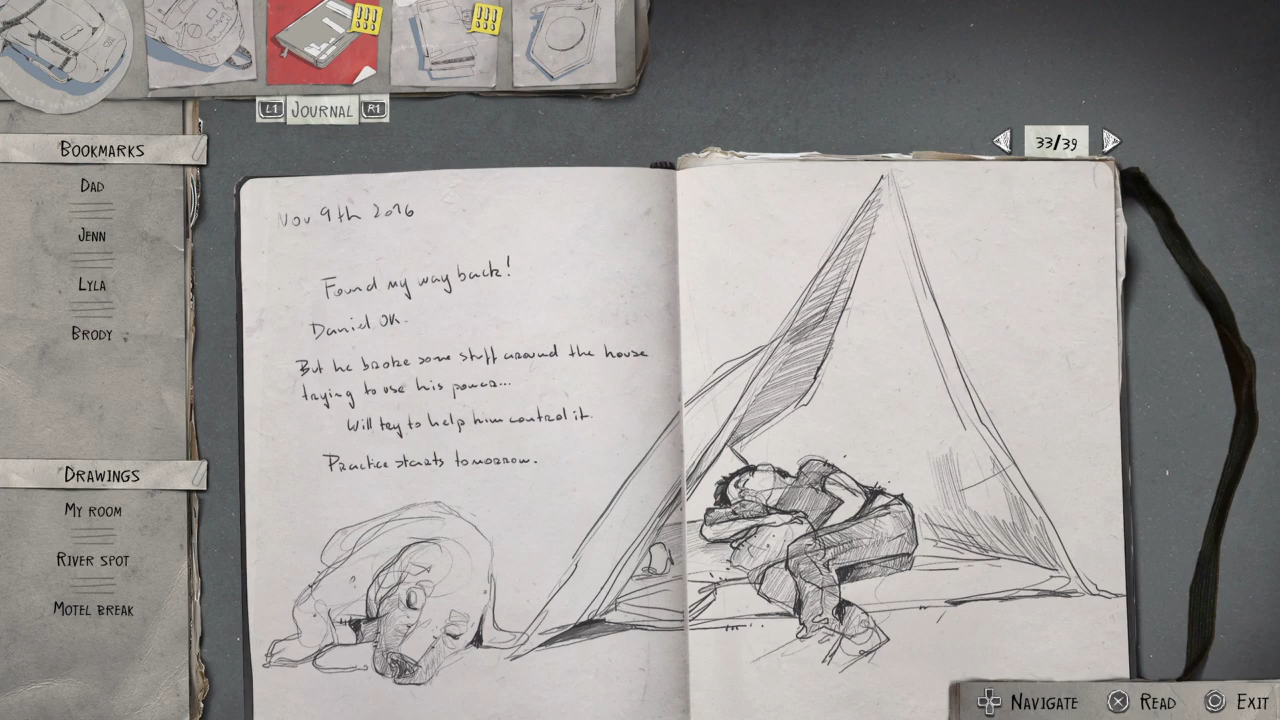 !!!
!!!
L1 JOURNAL R1
33/39
BOOKMARKS
DAD
JENN
LYLA
BRODY
DRAWINGS
MY ROOM
RIVER SPOT
MOTEL BREAK
Nov 9th 2016
Found my way back!
Daniel OK.
But he broke some stuff around the house
trying to use his power...
Will try to help him control it.
Practice starts tomorrow.
NAVIGATE
READ
EXIT